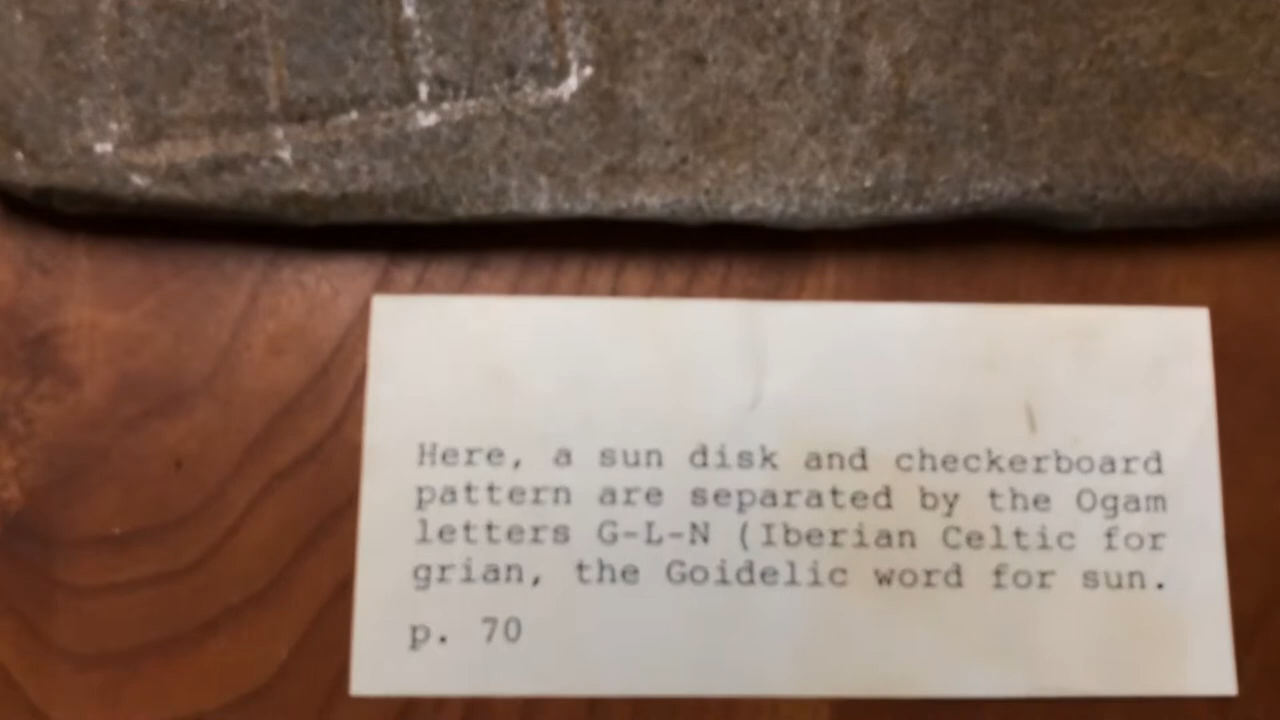 Here, a sun disk and checkerboard
pattern are separated by the Ogam
letters G-L-N (Iberian Celtic for
grian, the Goidelic word for sun.
p. 70